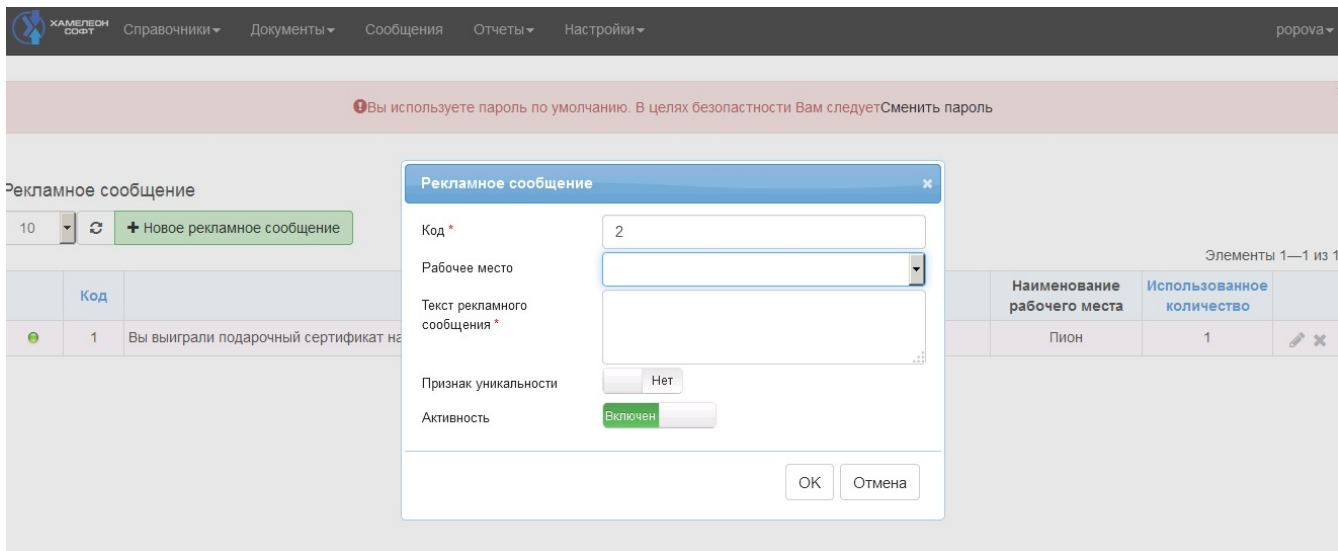 ХАМЕЛЕОН
СОФТ
Справочники Документы Сообщения Отчеты Настройки popova
Вы используете пароль по умолчанию. В целях безопастности Вам следуетСменить пароль
Рекламное сообщение
10 + Новое рекламное сообщение
Элементы 1—1 из 1
Код
Наименование
рабочего места
Использованное
количество
1 Вы выиграли подарочный сертификат на Пион 1
Рекламное сообщение
Код * 2
Рабочее место
Текст рекламного
сообщения *
Признак уникальности Нет
Активность Включен
OK Отмена